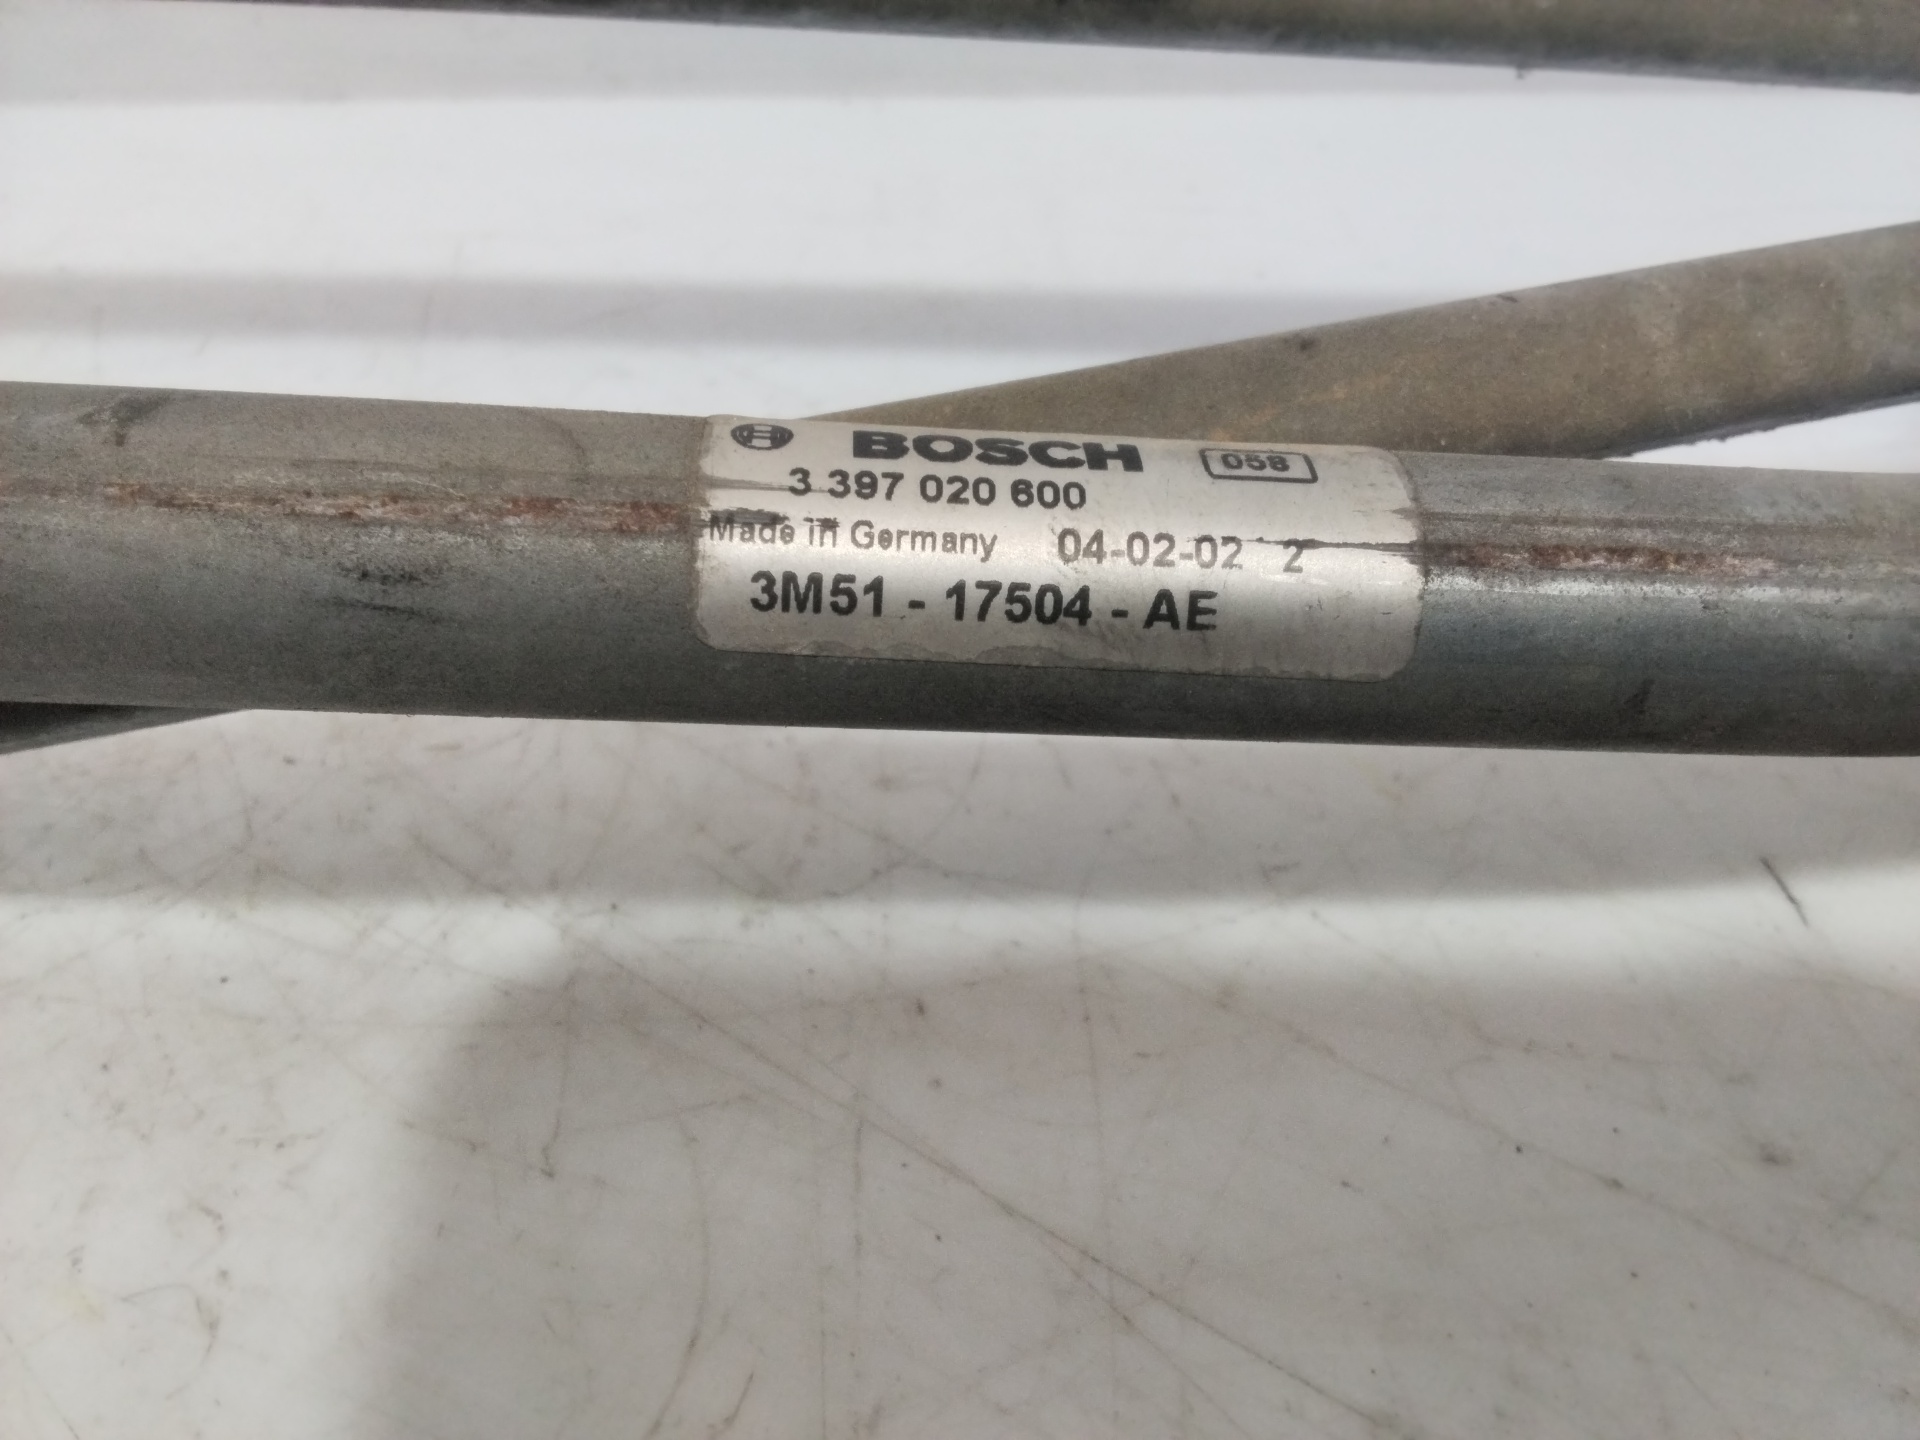 BOSCH 058
3 397 020 600
Made in Germany 04-02-02 2
3M51 - 17504 - AE